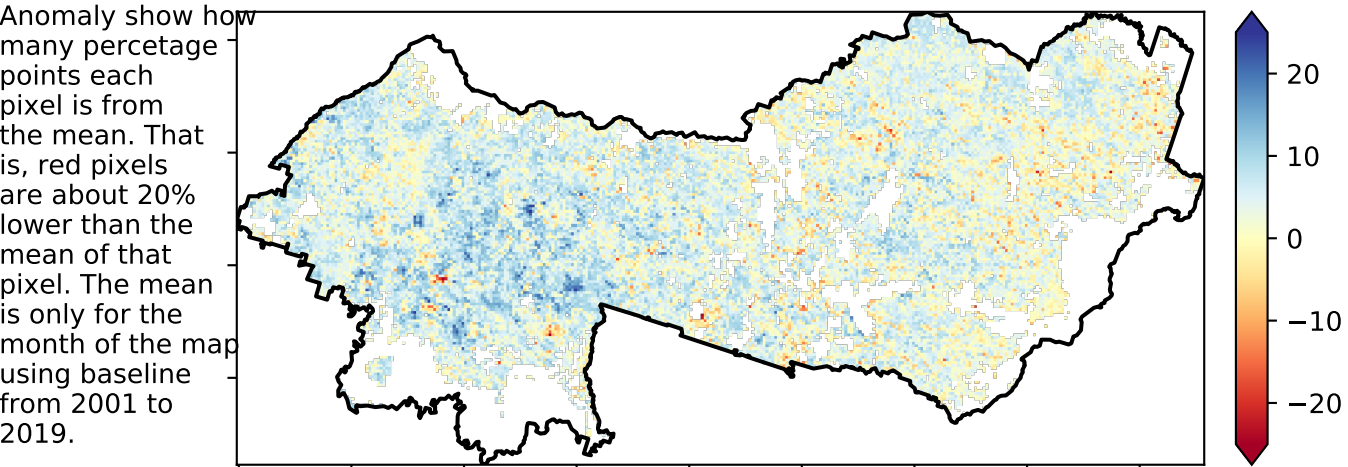 Anomaly show how
many percetage
points each
pixel is from
the mean. That
is, red pixels
are about 20%
lower than the
mean of that
pixel. The mean
is only for the
month of the map
using baseline
from 2001 to
2019.
20
10
0
−10
−20